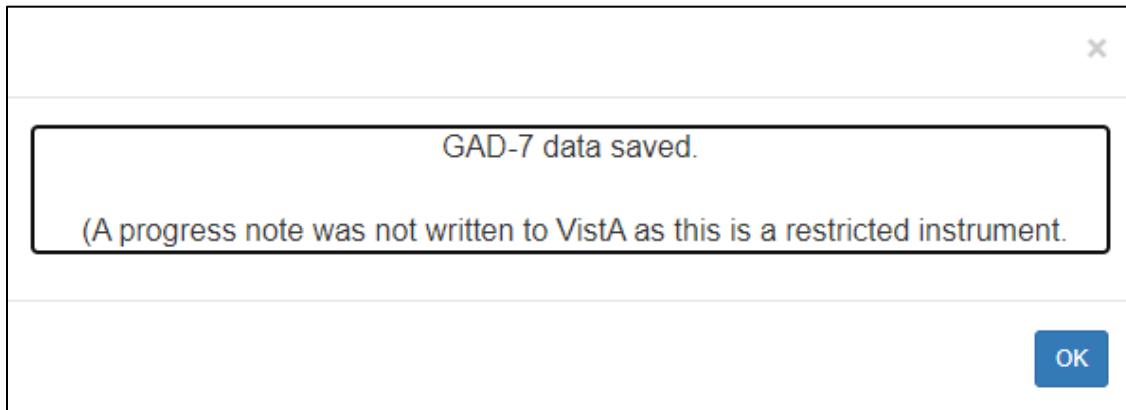 ×
GAD-7 data saved.
(A progress note was not written to VistA as this is a restricted instrument.
OK